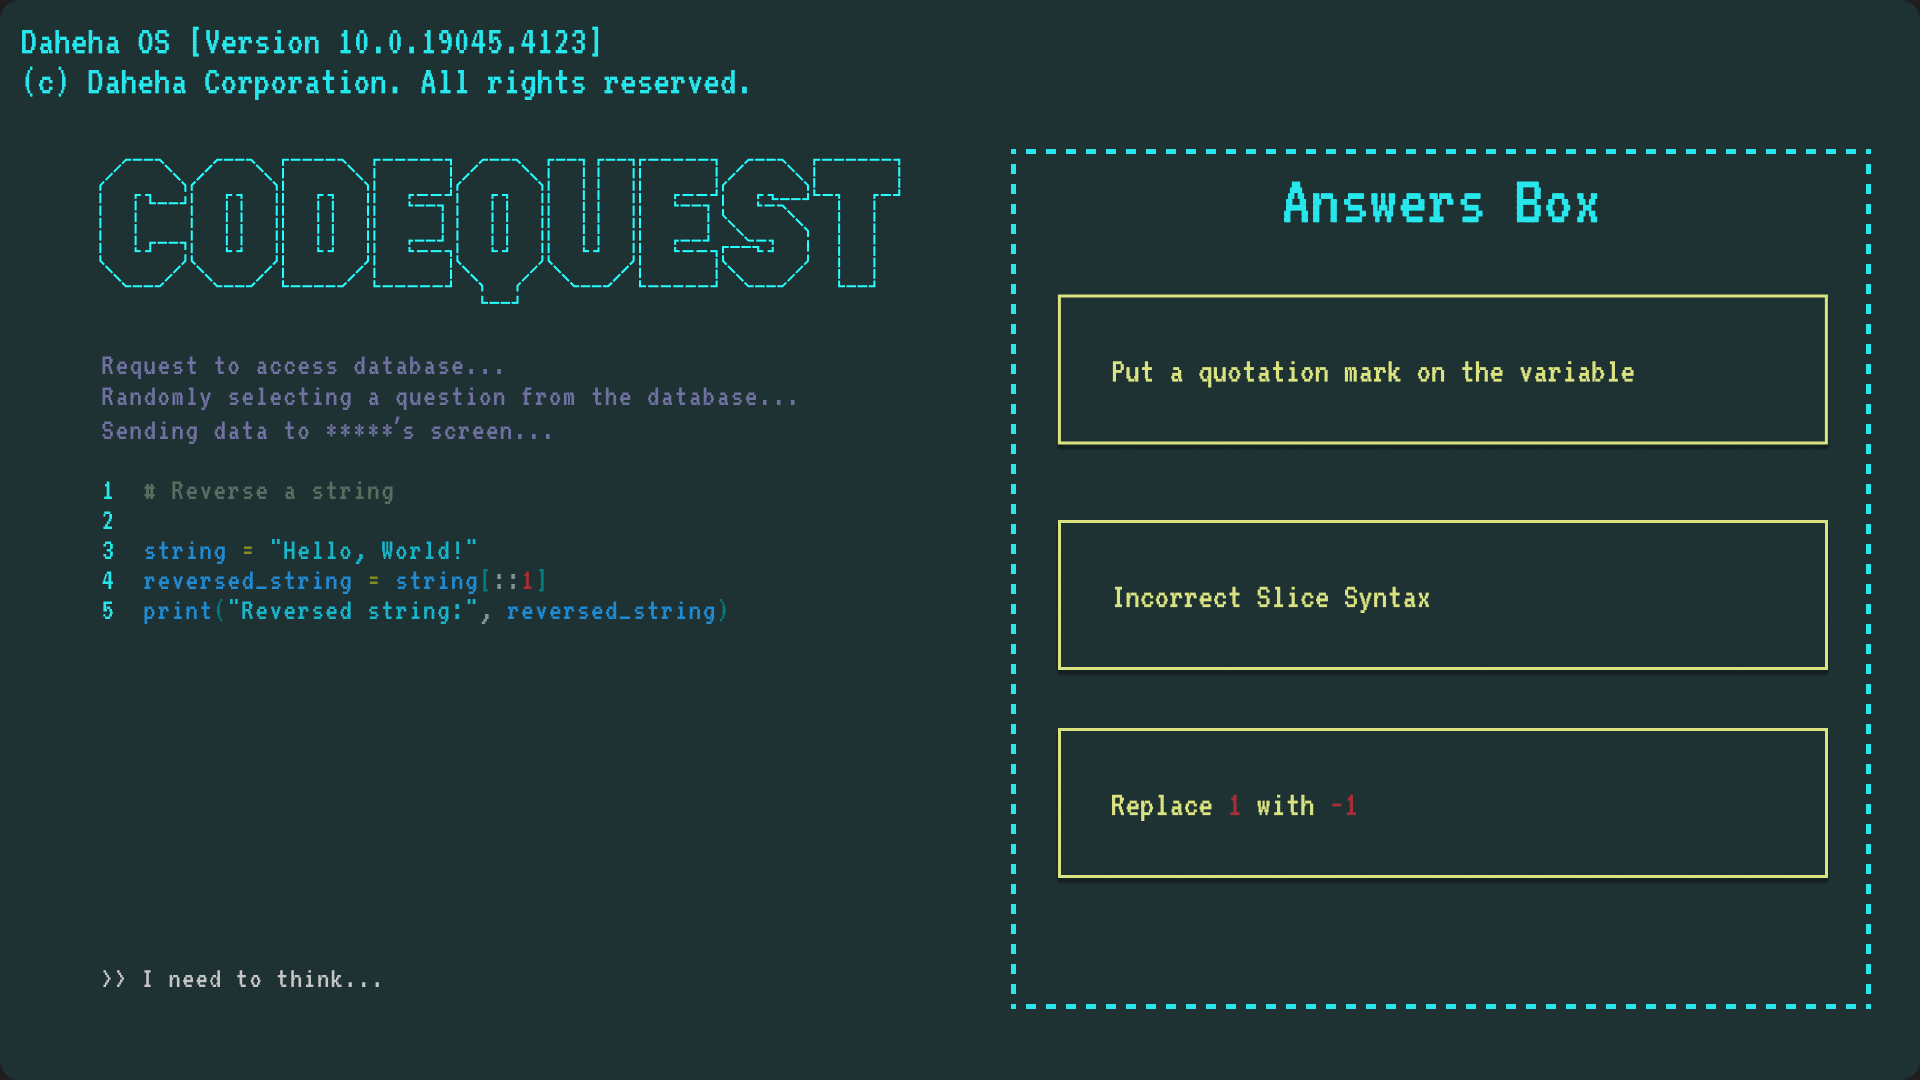 Daheha OS [Version 10.0.19045.4123]
(c) Daheha Corporation. All rights reserved.
CODEQUEST
Request to access database...
Randomly selecting a question from the database...
Sending data to *****'s screen...
1 # Reverse a string
2
3 string = "Hello, World!"
4 reversed_string = string[::1]
5 print("Reversed string:", reversed_string)
>> I need to think...
Answers Box
Put a quotation mark on the variable
Incorrect Slice Syntax
Replace 1 with -1